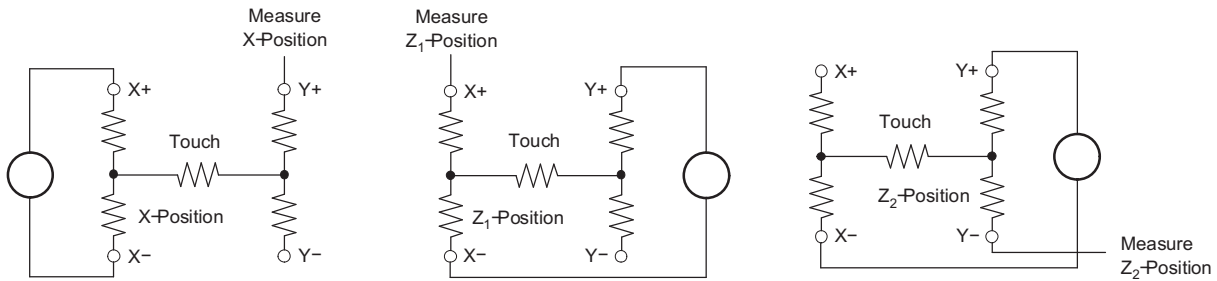 Measure
X-Position
X+
Y+
Touch
X-Position
X−
Y−
Measure
Z1-Position
X+
Y+
Touch
Z1-Position
X−
Y−
X+
Y+
Touch
Z2-Position
X−
Y−
Measure
Z2-Position